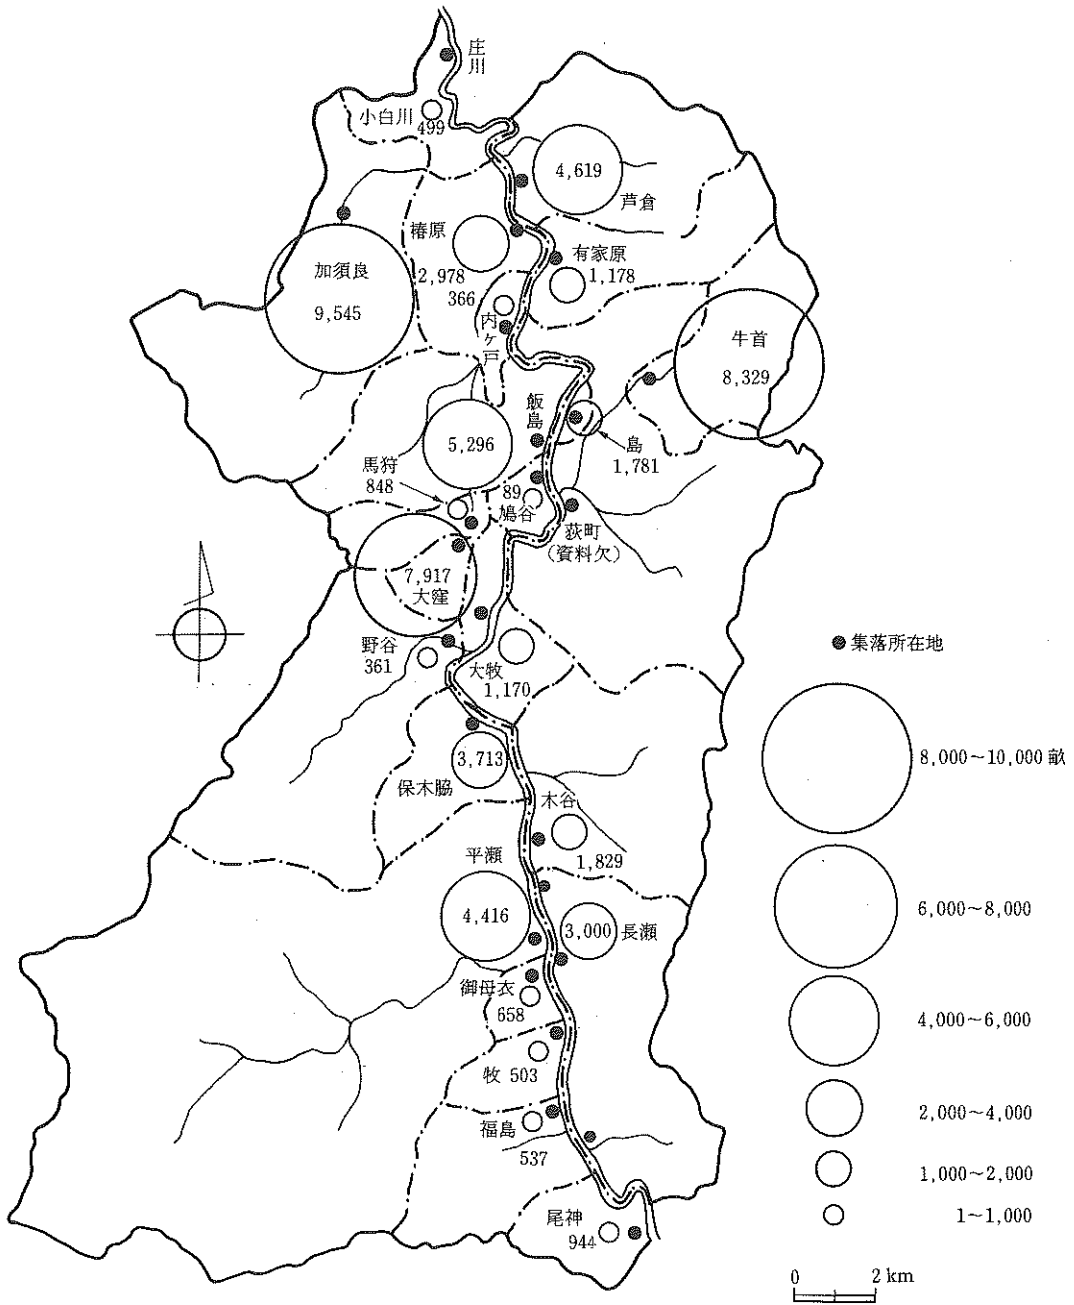 庄川
小白川
499
4,619
芦倉
椿原
2,978
有家原
1,178
加須良
9,545
366
内ヶ戸
牛首
8,329
飯島
5,296
島
1,781
馬狩
848
89
鳩谷
荻町
(資料欠)
7,917
大窪
野谷
361
大牧
1,170
3,713
保木脇
木谷
1,829
平瀬
4,416
3,000 長瀬
御母衣
658
牧 503
福島
537
尾神
944
集落所在地
8,000~10,000 畝
6,000~8,000
4,000~6,000
2,000~4,000
1,000~2,000
1~1,000
0 2 km